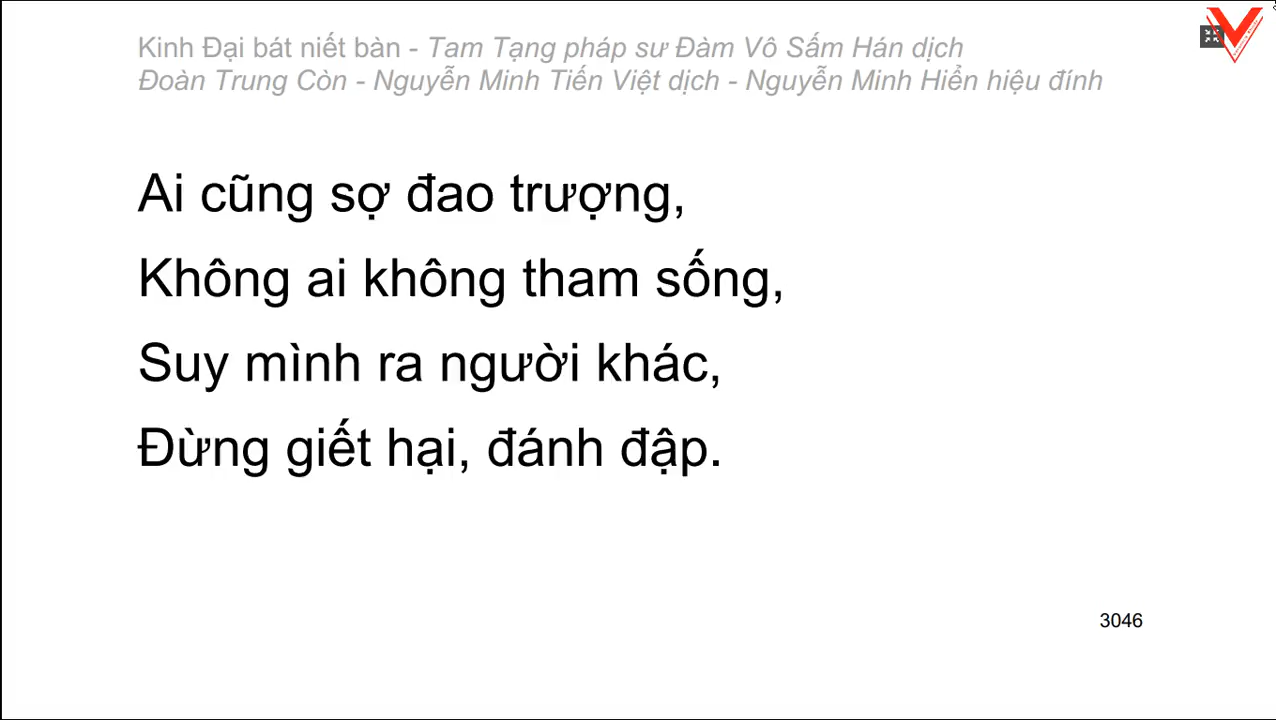 Kinh Đại bát niết bàn - Tam Tạng pháp sư Đàm Vô Sấm Hán dịch
Đoàn Trung Còn - Nguyễn Minh Tiến Việt dịch - Nguyễn Minh Hiển hiệu đính
Ai cũng sợ đao trượng,
Không ai không tham sống,
Suy mình ra người khác,
Đừng giết hại, đánh đập.
3046